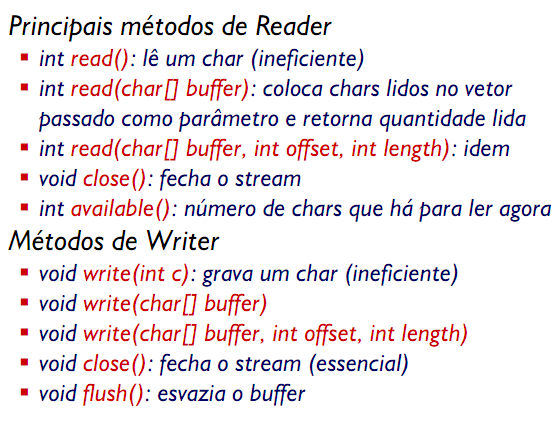 Principais métodos de Reader
▪ int read(): lê um char (ineficiente)
▪ int read(char[] buffer): coloca chars lidos no vetor
passado como parâmetro e retorna quantidade lida
▪ int read(char[] buffer, int offset, int length): idem
▪ void close(): fecha o stream
▪ int available(): número de chars que há para ler agora
Métodos de Writer
▪ void write(int c): grava um char (ineficiente)
▪ void write(char[] buffer)
▪ void write(char[] buffer, int offset, int length)
▪ void close(): fecha o stream (essencial)
▪ void flush(): esvazia o buffer